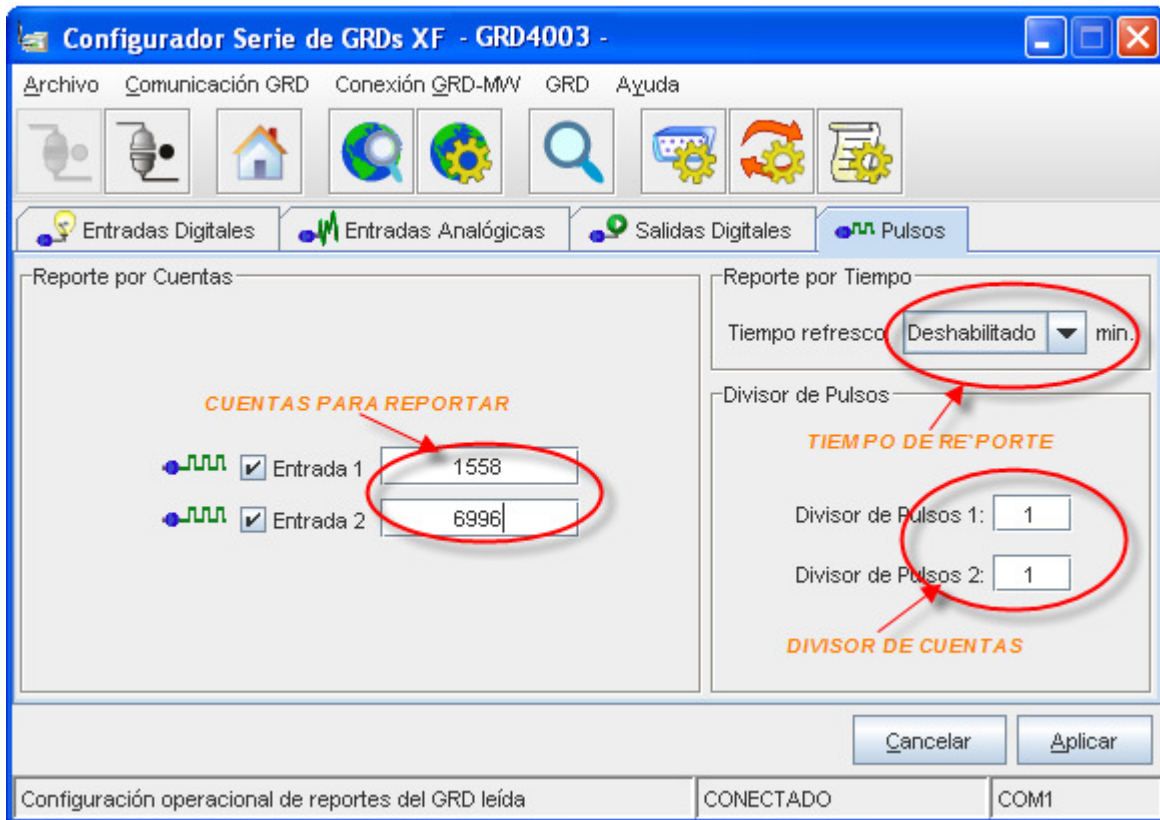 Configurador Serie de GRDs XF - GRD4003 -
Archivo Comunicación GRD Conexión GRD-MW GRD Ayuda
Entradas Digitales Entradas Analógicas Salidas Digitales Pulsos
Reporte por Cuentas
Reporte por Tiempo
Tiempo refresco Deshabilitado min.
CUENTAS PARA REPORTAR
Entrada 1 1558
Entrada 2 6996
Divisor de Pulsos
TIEMPO DE RE`PORTE
Divisor de Pulsos 1: 1
Divisor de Pulsos 2: 1
DIVISOR DE CUENTAS
Cancelar Aplicar
Configuración operacional de reportes del GRD leída CONECTADO COM1